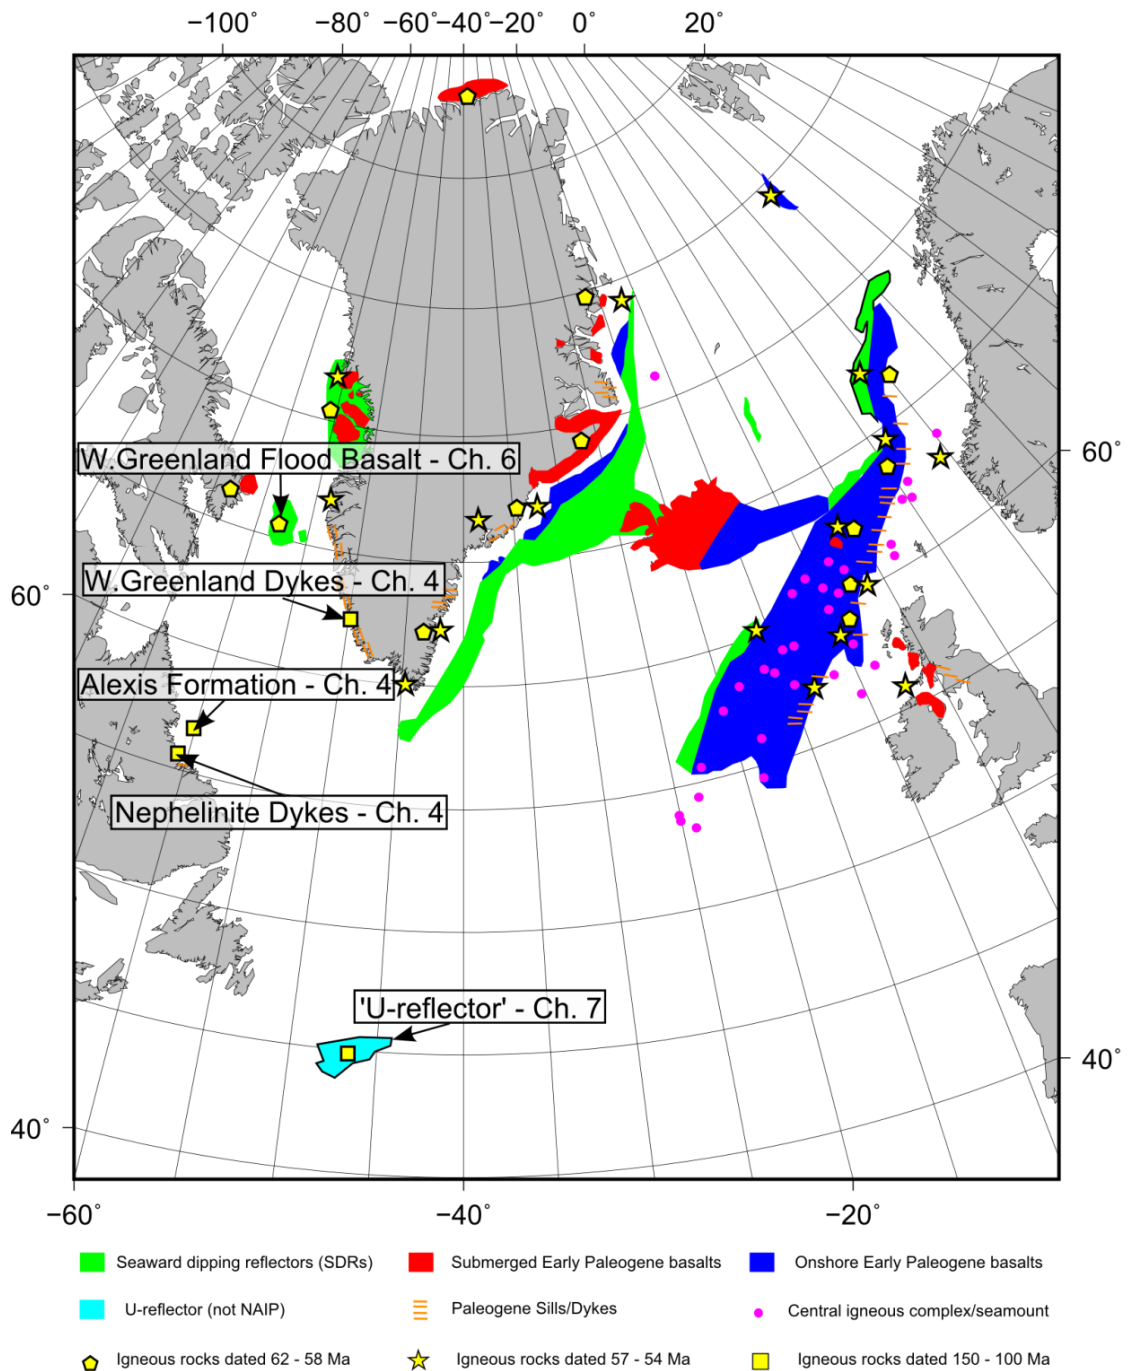 −100° −80° −60° −40° −20° 0° 20°
W.Greenland Flood Basalt - Ch. 6
60°
W.Greenland Dykes - Ch. 4
60°
Alexis Formation - Ch. 4
Nephelinite Dykes - Ch. 4
'U-reflector' - Ch. 7
40°
40°
−60° −40° −20°
Seaward dipping reflectors (SDRs) Submerged Early Paleogene basalts Onshore Early Paleogene basalts
U-reflector (not NAIP) Paleogene Sills/Dykes Central igneous complex/seamount
Igneous rocks dated 62 - 58 Ma Igneous rocks dated 57 - 54 Ma Igneous rocks dated 150 - 100 Ma